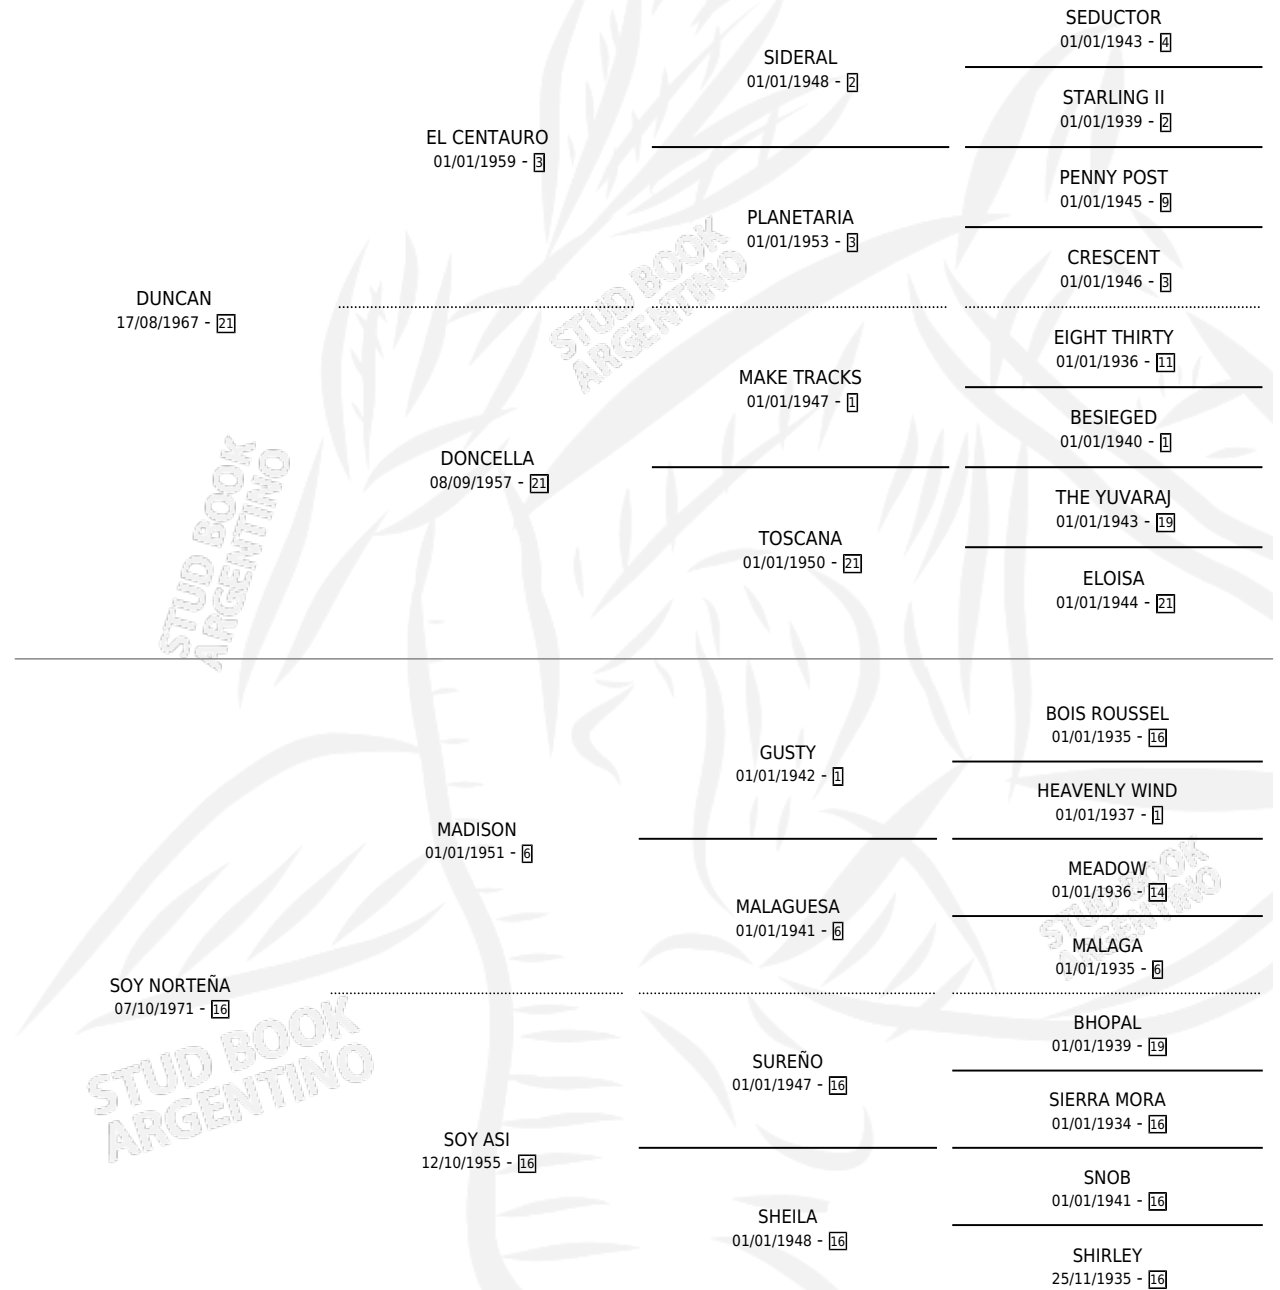 SEDUCTOR
01/01/1943 - 4
SIDERAL
01/01/1948 - 2
STARLING II
01/01/1939 - 2
EL CENTAURO
01/01/1959 - 3
PENNY POST
01/01/1945 - 9
PLANETARIA
01/01/1953 - 3
CRESCENT
01/01/1946 - 3
DUNCAN
17/08/1967 - 21
EIGHT THIRTY
01/01/1936 - 11
MAKE TRACKS
01/01/1947 - 1
BESIEGED
01/01/1940 - 1
DONCELLA
08/09/1957 - 21
THE YUVARAJ
01/01/1943 - 19
TOSCANA
01/01/1950 - 21
ELOISA
01/01/1944 - 21
STUD BOOK
ARGENTINO
STUD BOOK
ARGENTINO
BOIS ROUSSEL
01/01/1935 - 16
GUSTY
01/01/1942 - 1
HEAVENLY WIND
01/01/1937 - 1
MADISON
01/01/1951 - 6
MEADOW
01/01/1936 - 14
MALAGUESA
01/01/1941 - 6
MALAGA
01/01/1935 - 6
STUD BOOK
ARGENTINO
SOY NORTEÑA
07/10/1971 - 16
BHOPAL
01/01/1939 - 19
SUREÑO
01/01/1947 - 16
SIERRA MORA
01/01/1934 - 16
STUD BOOK
ARGENTINO
SOY ASI
12/10/1955 - 16
SNOB
01/01/1941 - 16
SHEILA
01/01/1948 - 16
SHIRLEY
25/11/1935 - 16